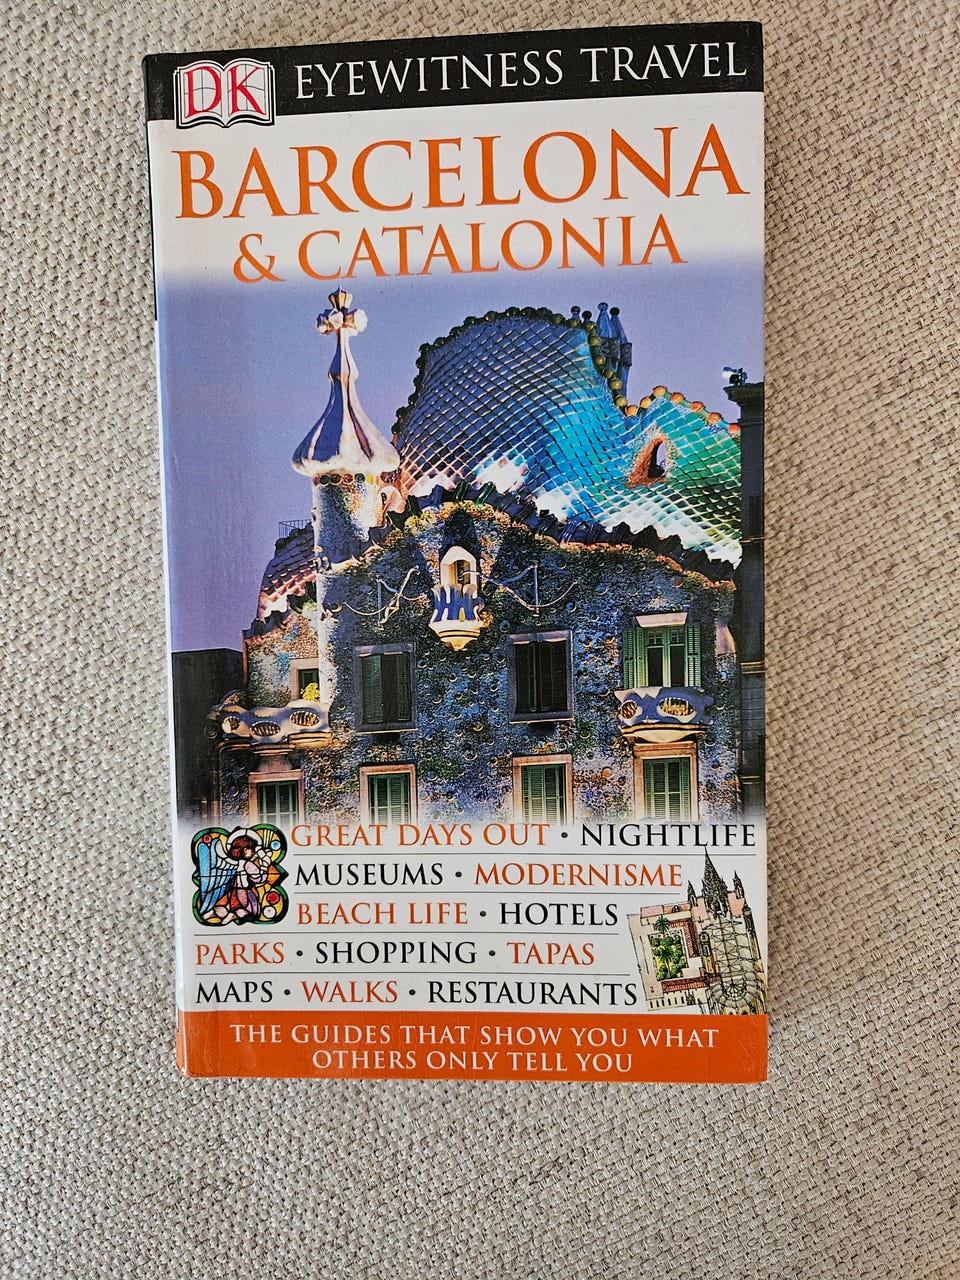 DK EYEWITNESS TRAVEL
BARCELONA
& CATALONIA
GREAT DAYS OUT • NIGHTLIFE
MUSEUMS • MODERNISME
BEACH LIFE • HOTELS
PARKS • SHOPPING • TAPAS
MAPS • WALKS • RESTAURANTS
THE GUIDES THAT SHOW YOU WHAT
OTHERS ONLY TELL YOU